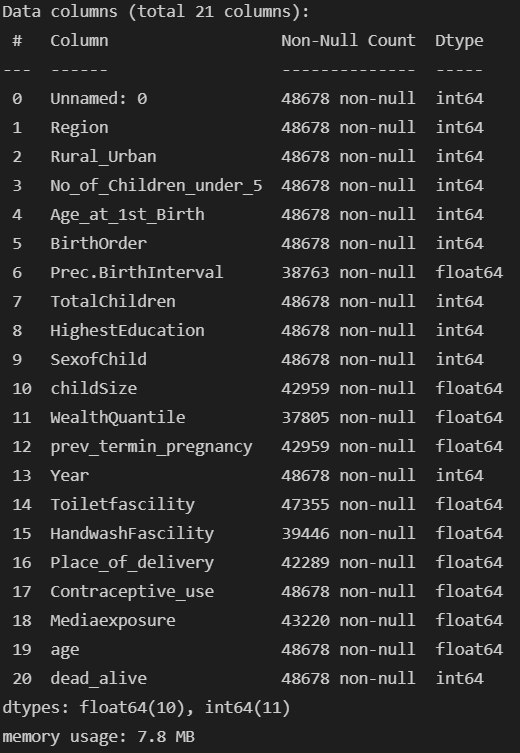 Data columns (total 21 columns):
 #   Column                  Non-Null Count  Dtype
---  ------                  --------------  -----
 0   Unnamed: 0              48678 non-null  int64
 1   Region                  48678 non-null  int64
 2   Rural_Urban             48678 non-null  int64
 3   No_of_Children_under_5  48678 non-null  int64
 4   Age_at_1st_Birth        48678 non-null  int64
 5   BirthOrder              48678 non-null  int64
 6   Prec.BirthInterval      38763 non-null  float64
 7   TotalChildren           48678 non-null  int64
 8   HighestEducation        48678 non-null  int64
 9   SexofChild              48678 non-null  int64
 10  childSize               42959 non-null  float64
 11  WealthQuantile          37805 non-null  float64
 12  prev_termin_pregnancy   42959 non-null  float64
 13  Year                    48678 non-null  int64
 14  Toiletfascility         47355 non-null  float64
 15  HandwashFascility       39446 non-null  float64
 16  Place_of_delivery       42289 non-null  float64
 17  Contraceptive_use       48678 non-null  float64
 18  Mediaexposure           43220 non-null  float64
 19  age                     48678 non-null  float64
 20  dead_alive              48678 non-null  int64
dtypes: float64(10), int64(11)
memory usage: 7.8 MB